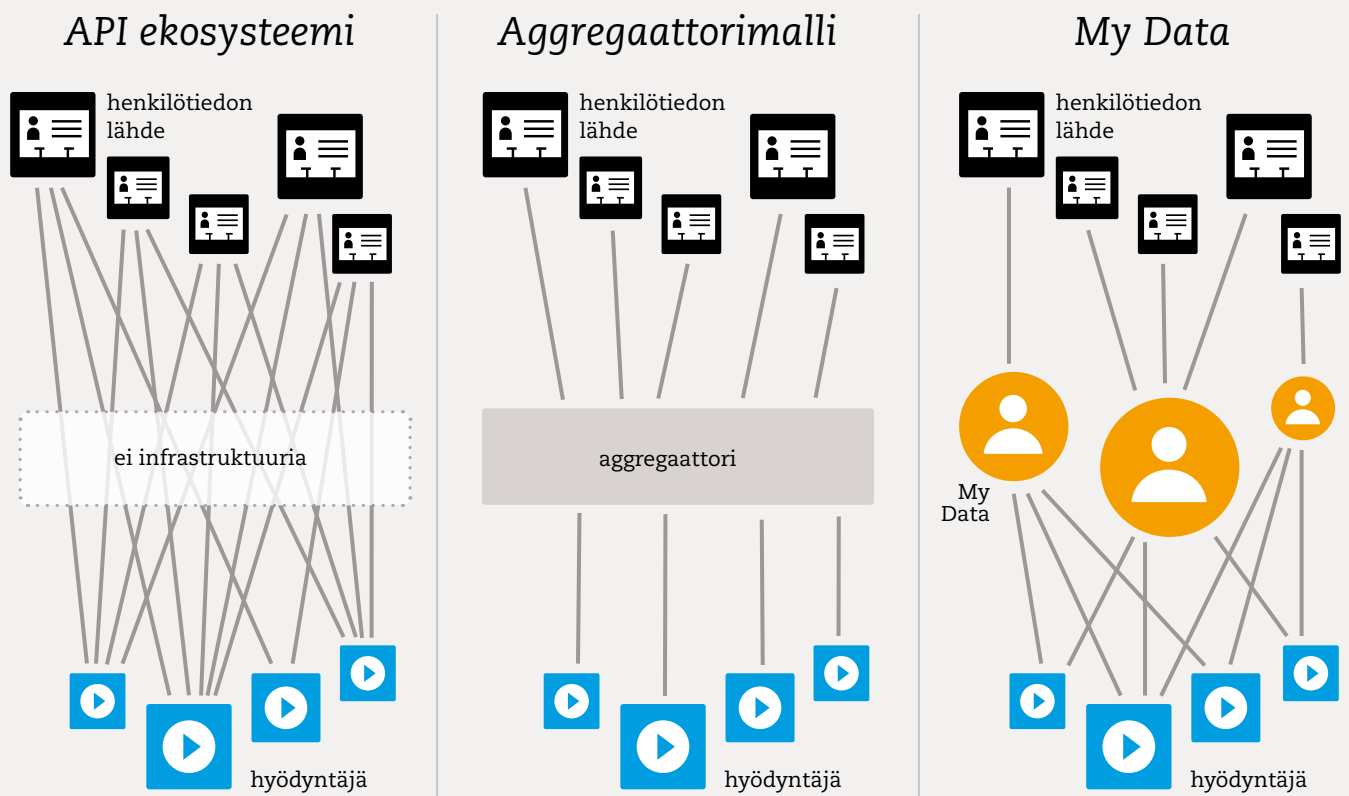 API ekosysteemi
henkilötiedon
lähde
ei infrastruktuuria
hyödyntäjä
Aggregaattorimalli
henkilötiedon
lähde
aggregaattori
hyödyntäjä
My Data
henkilötiedon
lähde
My
Data
hyödyntäjä